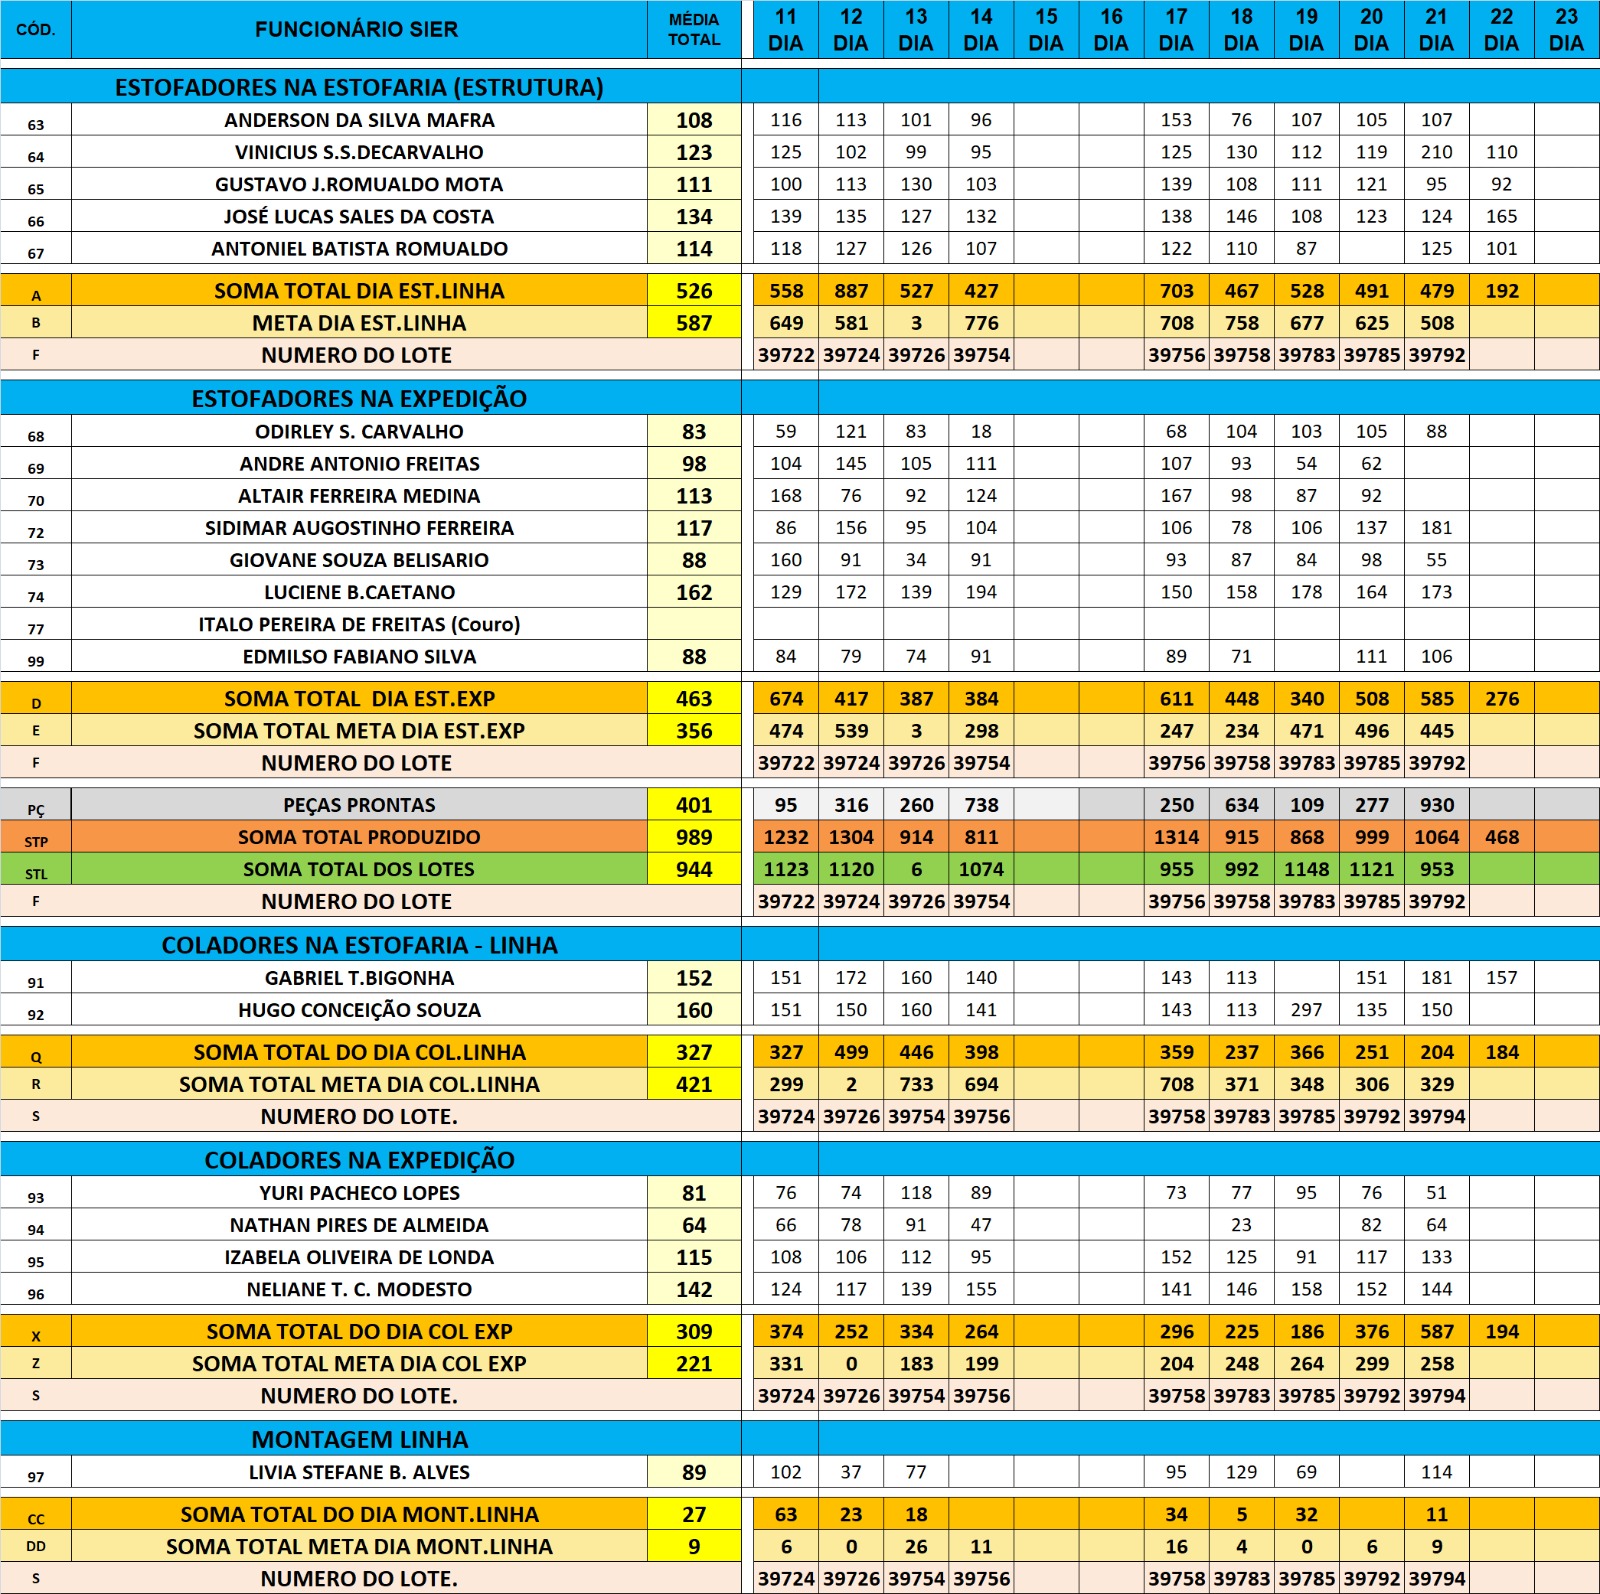 CÓD. FUNCIONÁRIO SIER MÉDIA TOTAL 11 DIA 12 DIA 13 DIA 14 DIA 15 DIA 16 DIA 17 DIA 18 DIA 19 DIA 20 DIA 21 DIA 22 DIA 23 DIA
ESTOFADORES NA ESTOFARIA (ESTRUTURA)
63 ANDERSON DA SILVA MAFRA 108 116 113 101 96 153 76 107 105 107
64 VINICIUS S.S.DECARVALHO 123 125 102 99 95 125 130 112 119 210 110
65 GUSTAVO J.ROMUALDO MOTA 111 100 113 130 103 139 108 111 121 95 92
66 JOSÉ LUCAS SALES DA COSTA 134 139 135 127 132 138 146 108 123 124 165
67 ANTONIEL BATISTA ROMUALDO 114 118 127 126 107 122 110 87 125 101
A SOMA TOTAL DIA EST.LINHA 526 558 887 527 427 703 467 528 491 479 192
B META DIA EST.LINHA 587 649 581 3 776 708 758 677 625 508
F NUMERO DO LOTE 39722 39724 39726 39754 39756 39758 39783 39785 39792
ESTOFADORES NA EXPEDIÇÃO
68 ODIRLEY S. CARVALHO 83 59 121 83 18 68 104 103 105 88
69 ANDRE ANTONIO FREITAS 98 104 145 105 111 107 93 54 62
70 ALTAIR FERREIRA MEDINA 113 168 76 92 124 167 98 87 92
72 SIDIMAR AUGOSTINHO FERREIRA 117 86 156 95 104 106 78 106 137 181
73 GIOVANE SOUZA BELISARIO 88 160 91 34 91 93 87 84 98 55
74 LUCIENE B.CAETANO 162 129 172 139 194 150 158 178 164 173
77 ITALO PEREIRA DE FREITAS (Couro)
99 EDMILSO FABIANO SILVA 88 84 79 74 91 89 71 111 106
D SOMA TOTAL DIA EST.EXP 463 674 417 387 384 611 448 340 508 585 276
E SOMA TOTAL META DIA EST.EXP 356 474 539 3 298 247 234 471 496 445
F NUMERO DO LOTE 39722 39724 39726 39754 39756 39758 39783 39785 39792
PÇ PEÇAS PRONTAS 401 95 316 260 738 250 634 109 277 930
STP SOMA TOTAL PRODUZIDO 989 1232 1304 914 811 1314 915 868 999 1064 468
STL SOMA TOTAL DOS LOTES 944 1123 1120 6 1074 955 992 1148 1121 953
F NUMERO DO LOTE 39722 39724 39726 39754 39756 39758 39783 39785 39792
COLADORES NA ESTOFARIA - LINHA
91 GABRIEL T.BIGONHA 152 151 172 160 140 143 113 151 181 157
92 HUGO CONCEIÇÃO SOUZA 160 151 150 160 141 143 113 297 135 150
Q SOMA TOTAL DO DIA COL.LINHA 327 327 499 446 398 359 237 366 251 204 184
R SOMA TOTAL META DIA COL.LINHA 421 299 2 733 694 708 371 348 306 329
S NUMERO DO LOTE. 39724 39726 39754 39756 39758 39783 39785 39792 39794
COLADORES NA EXPEDIÇÃO
93 YURI PACHECO LOPES 81 76 74 118 89 73 77 95 76 51
94 NATHAN PIRES DE ALMEIDA 64 66 78 91 47 23 82 64
95 IZABELA OLIVEIRA DE LONDA 115 108 106 112 95 152 125 91 117 133
96 NELIANE T. C. MODESTO 142 124 117 139 155 141 146 158 152 144
X SOMA TOTAL DO DIA COL EXP 309 374 252 334 264 296 225 186 376 587 194
Z SOMA TOTAL META DIA COL EXP 221 331 0 183 199 204 248 264 299 258
S NUMERO DO LOTE. 39724 39726 39754 39756 39758 39783 39785 39792 39794
MONTAGEM LINHA
97 LIVIA STEFANE B. ALVES 89 102 37 77 95 129 69 114
CC SOMA TOTAL DO DIA MONT.LINHA 27 63 23 18 34 5 32 11
DD SOMA TOTAL META DIA MONT.LINHA 9 6 0 26 11 16 4 0 6 9
S NUMERO DO LOTE. 39724 39726 39754 39756 39758 39783 39785 39792 39794